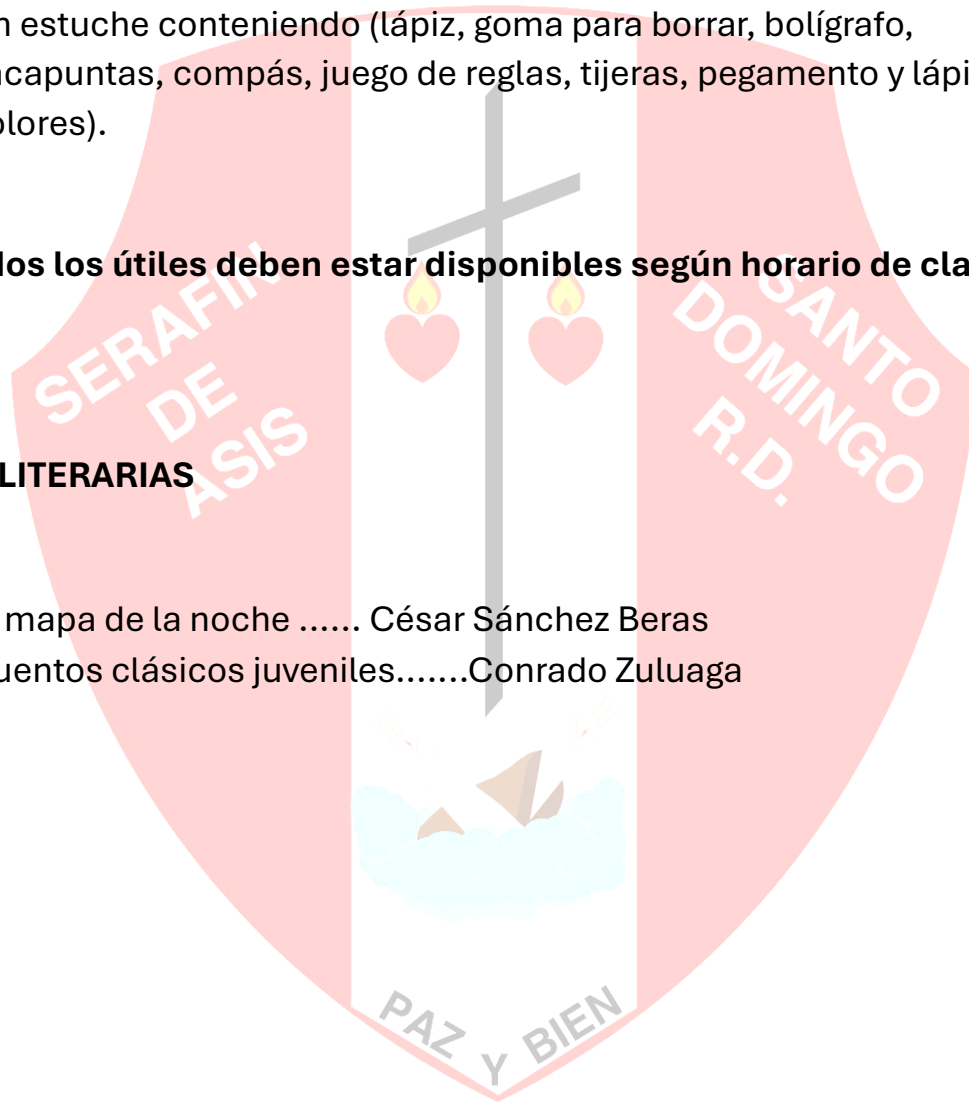 n estuche conteniendo (lápiz, goma para borrar, bolígrafo,
acapuntas, compás, juego de reglas, tijeras, pegamento y lápi
olores).
dos los útiles deben estar disponibles según horario de cla
SERAFIN
DE
ASIS
SANTO
DOMINGO
R.D.
LITERARIAS
mapa de la noche ...... César Sánchez Beras
uentos clásicos juveniles.......Conrado Zuluaga
PAZ Y BIEN